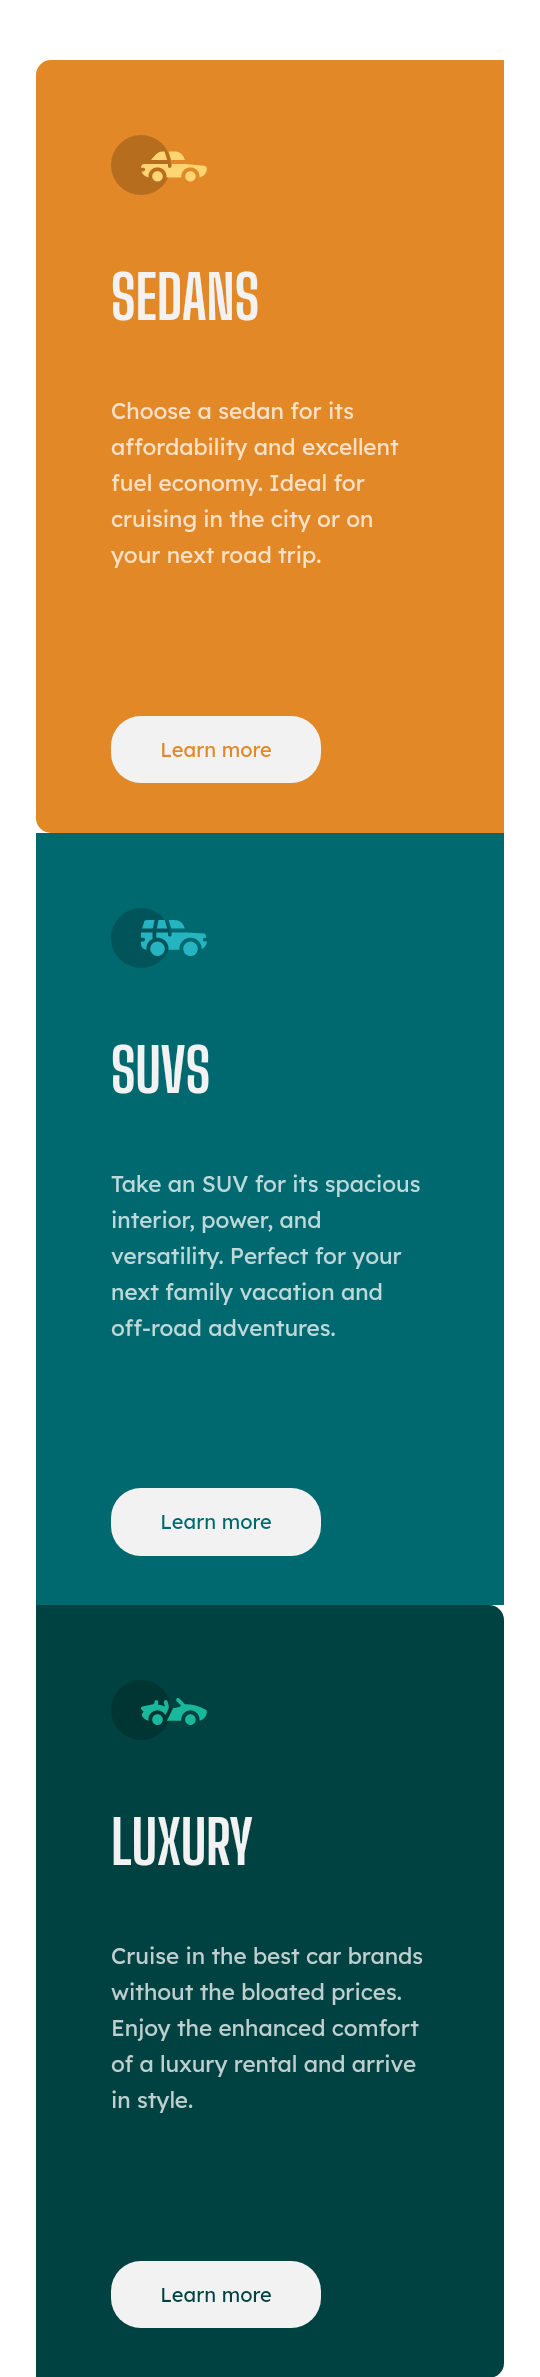 SEDANS
Choose a sedan for its
affordability and excellent
fuel economy. Ideal for
cruising in the city or on
your next road trip.
Learn more
SUVS
Take an SUV for its spacious
interior, power, and
versatility. Perfect for your
next family vacation and
off-road adventures.
Learn more
LUXURY
Cruise in the best car brands
without the bloated prices.
Enjoy the enhanced comfort
of a luxury rental and arrive
in style.
Learn more